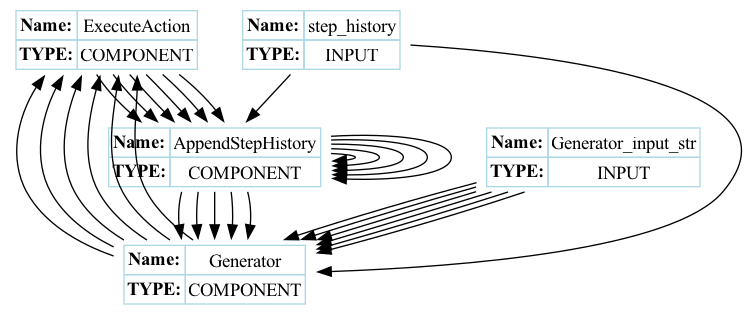 Name: ExecuteAction
TYPE: COMPONENT
Name: step_history
TYPE: INPUT
Name: AppendStepHistory
TYPE: COMPONENT
Name: Generator_input_str
TYPE: INPUT
Name: Generator
TYPE: COMPONENT